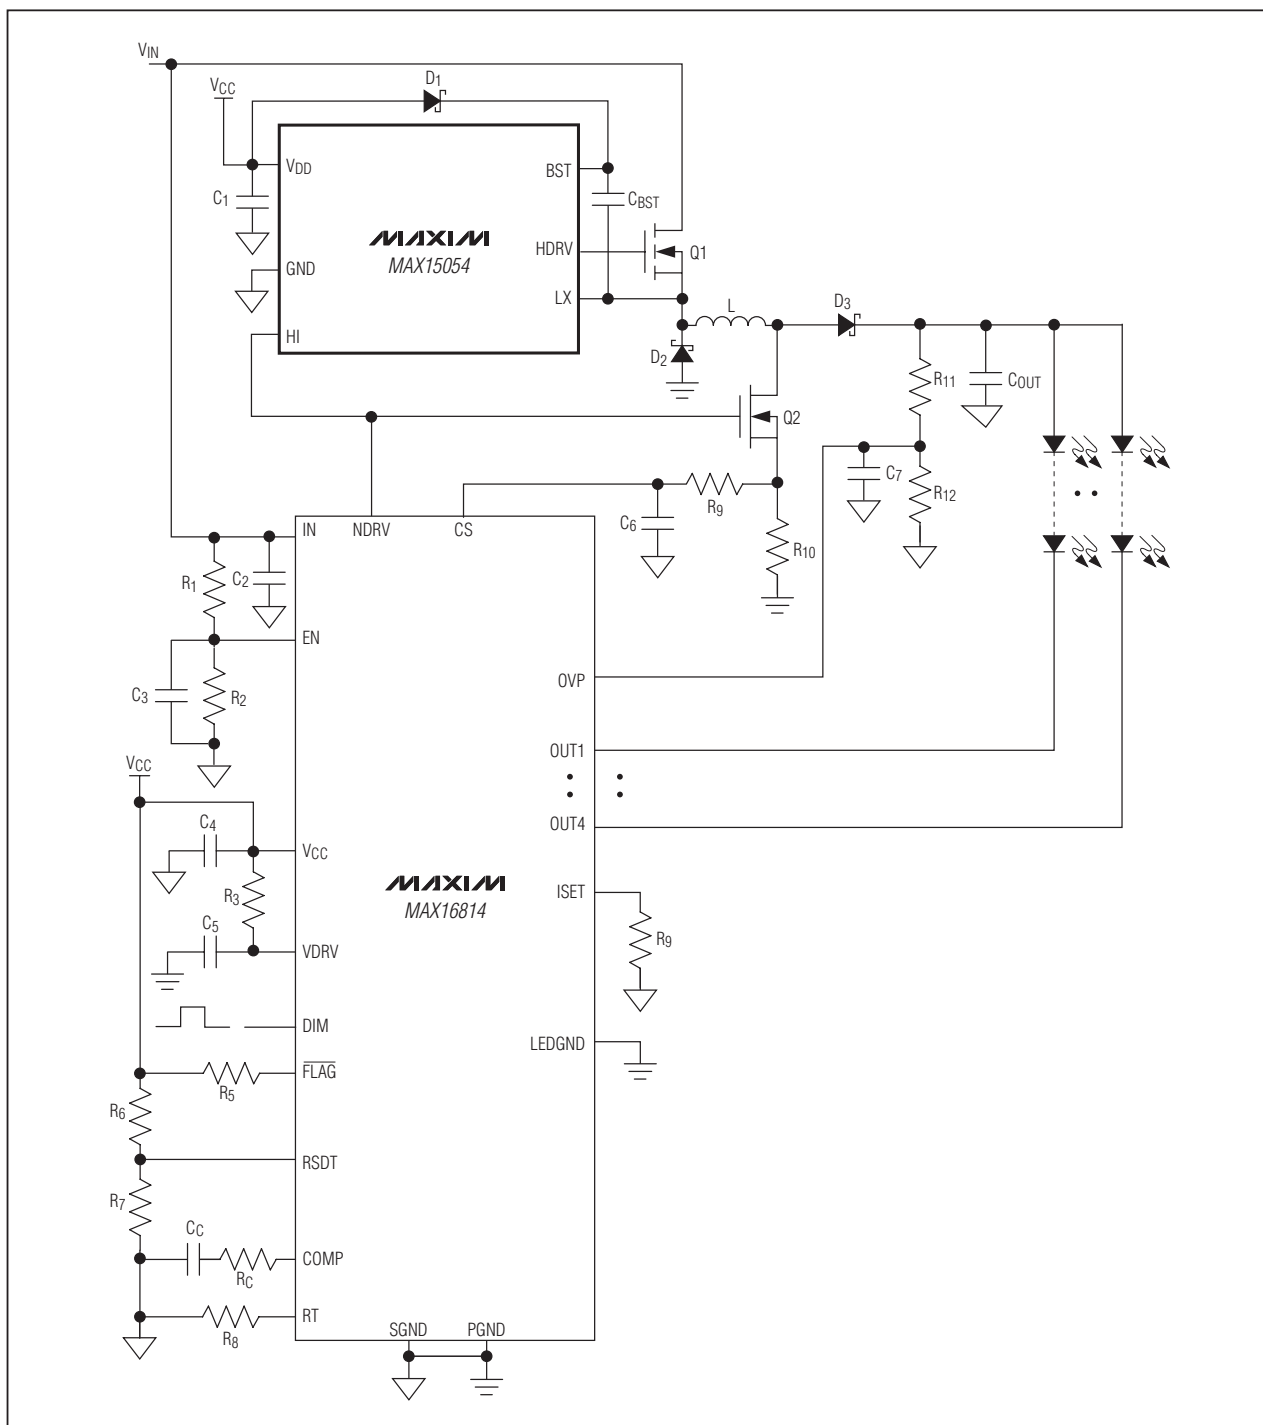 VIN
D1
VCC
VDD
BST
C1
CBST
MAXIM
HDRV
Q1
MAX15054
GND
LX
L
D3
HI
D2
R11
COUT
Q2
C7
R9
R12
C6
IN
NDRV
CS
R10
R1
C2
EN
C3
R2
OVP
VCC
OUT1
C4
OUT4
VCC
R3
MAXIM
ISET
MAX16814
C5
R9
VDRV
DIM
LEDGND
FLAG
R5
R6
RSDT
R7
CC
COMP
RC
RT
R8
SGND
PGND